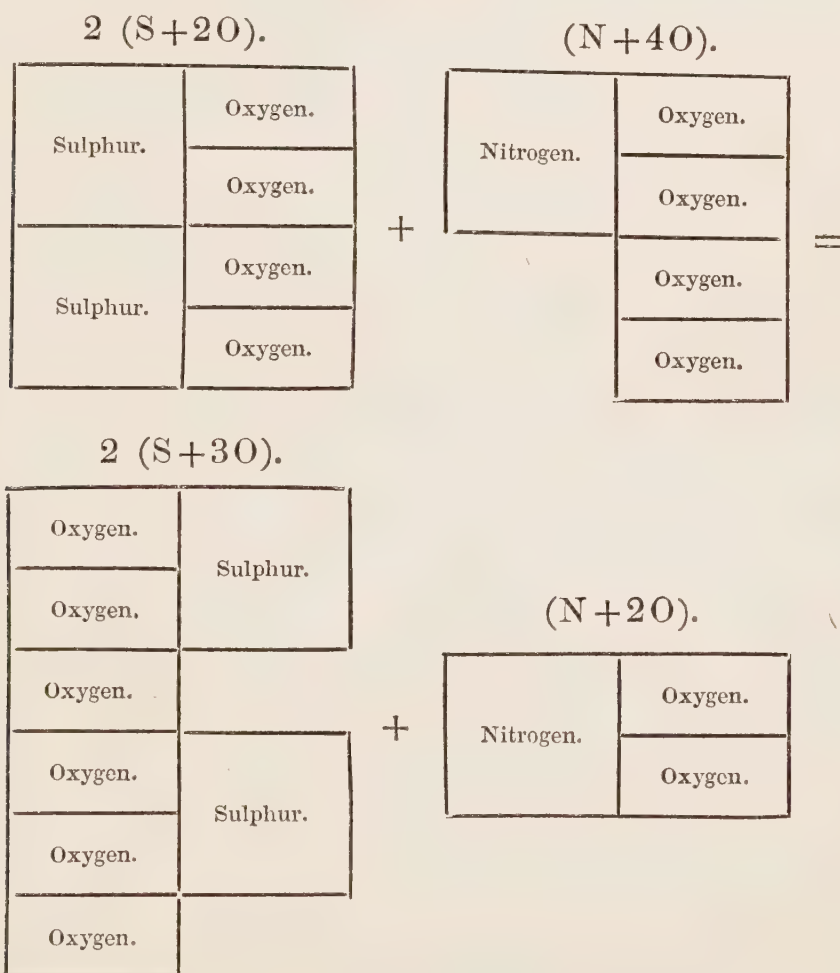 2 (S+2O).
Sulphur.
Oxygen.
Oxygen.
Sulphur.
Oxygen.
Oxygen.
+
(N+4O).
Nitrogen.
Oxygen.
Oxygen.
Oxygen.
Oxygen.
=
2 (S+3O).
Oxygen.
Sulphur.
Oxygen.
Oxygen.
Oxygen.
Sulphur.
Oxygen.
Oxygen.
+
(N+2O).
Nitrogen.
Oxygen.
Oxygen.